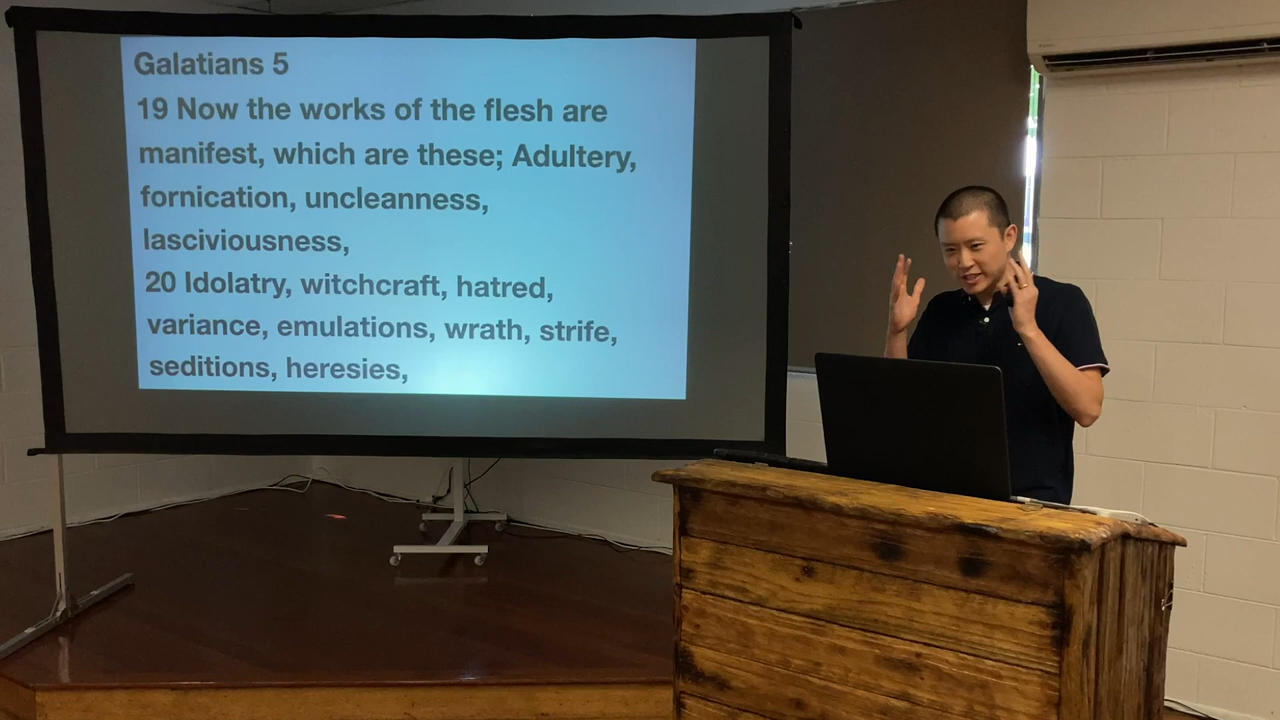 Galatians 5
19 Now the works of the flesh are
manifest, which are these; Adultery,
fornication, uncleanness,
lasciviousness,
20 Idolatry, witchcraft, hatred,
variance, emulations, wrath, strife,
seditions, heresies,